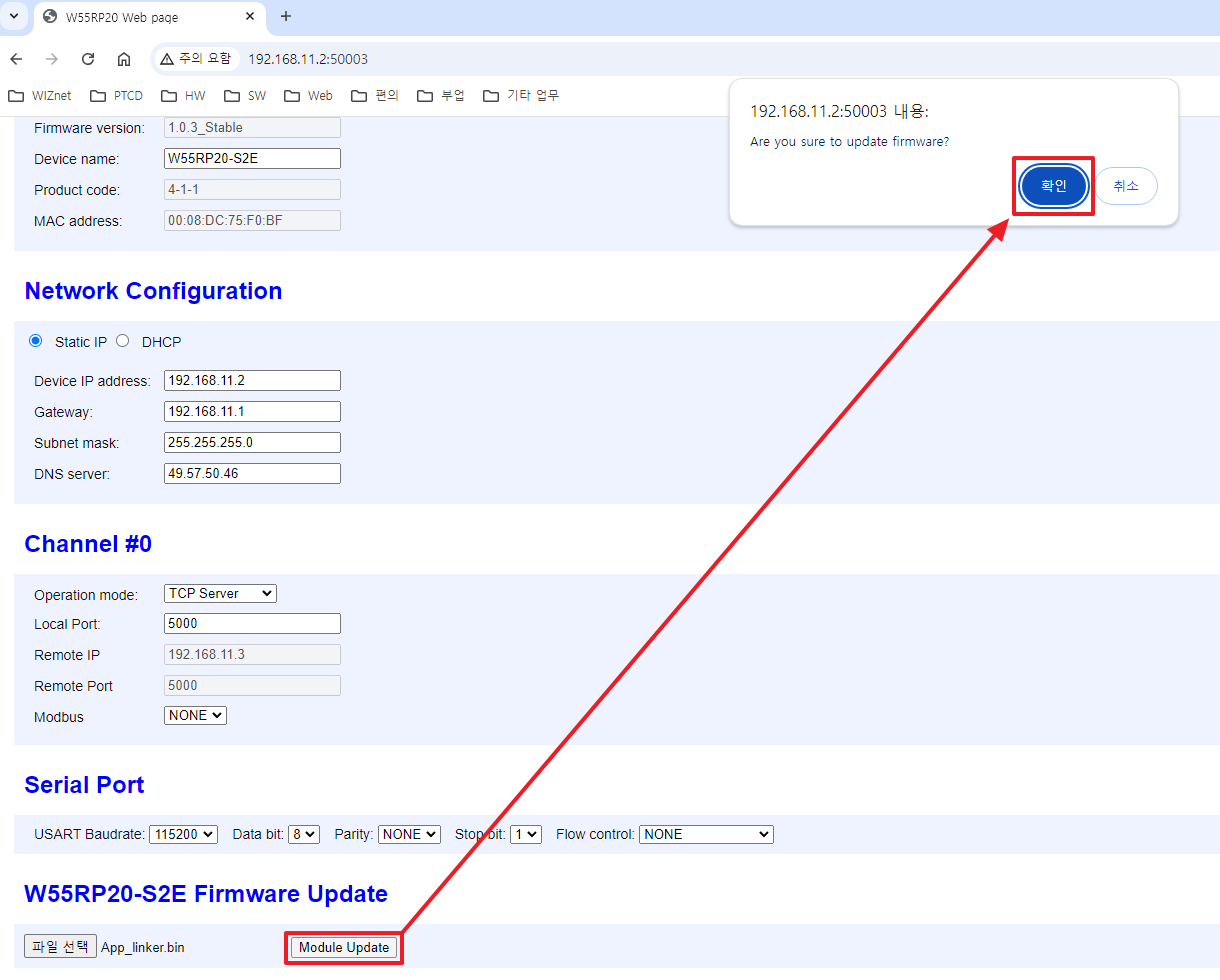 W55RP20 Web page
주의 요함 192.168.11.2:50003
WIZnet PTCD HW SW Web 편의 부업 기타 업무
192.168.11.2:50003 내용:
Are you sure to update firmware?
확인 취소
Firmware version: 1.0.3_Stable
Device name: W55RP20-S2E
Product code: 4-1-1
MAC address: 00:08:DC:75:F0:BF
Network Configuration
Static IP DHCP
Device IP address: 192.168.11.2
Gateway: 192.168.11.1
Subnet mask: 255.255.255.0
DNS server: 49.57.50.46
Channel #0
Operation mode: TCP Server
Local Port: 5000
Remote IP 192.168.11.3
Remote Port 5000
Modbus NONE
Serial Port
USART Baudrate: 115200 Data bit: 8 Parity: NONE Stop bit: 1 Flow control: NONE
W55RP20-S2E Firmware Update
파일 선택 App_linker.bin Module Update